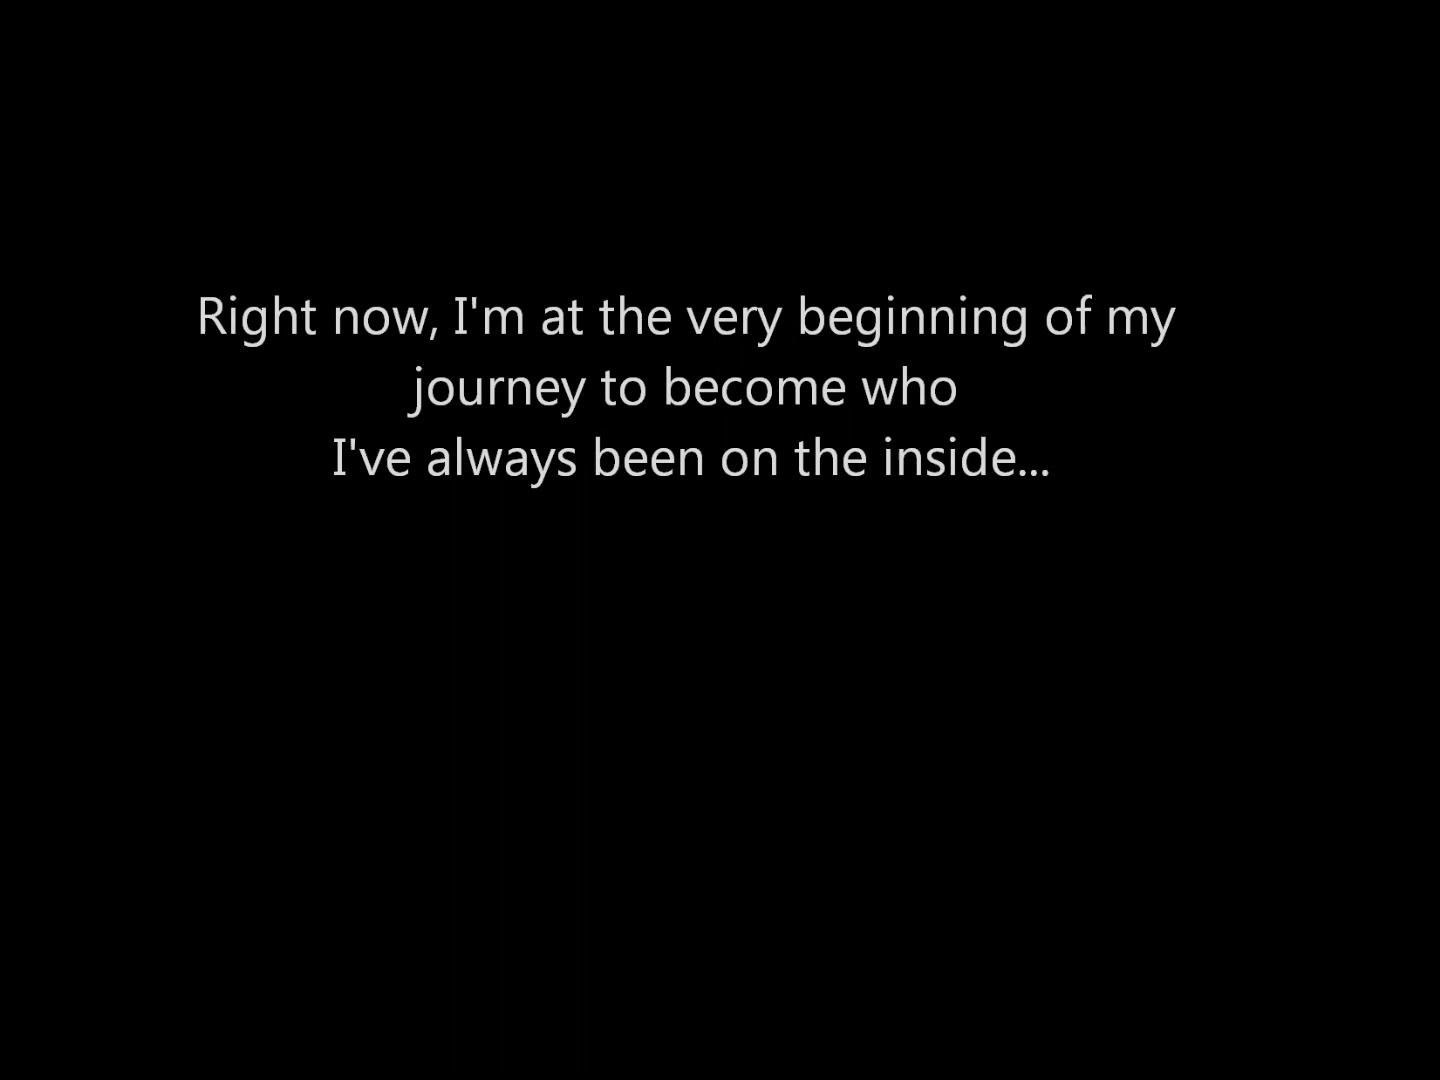 Right now, I'm at the very beginning of my
journey to become who
I've always been on the inside...